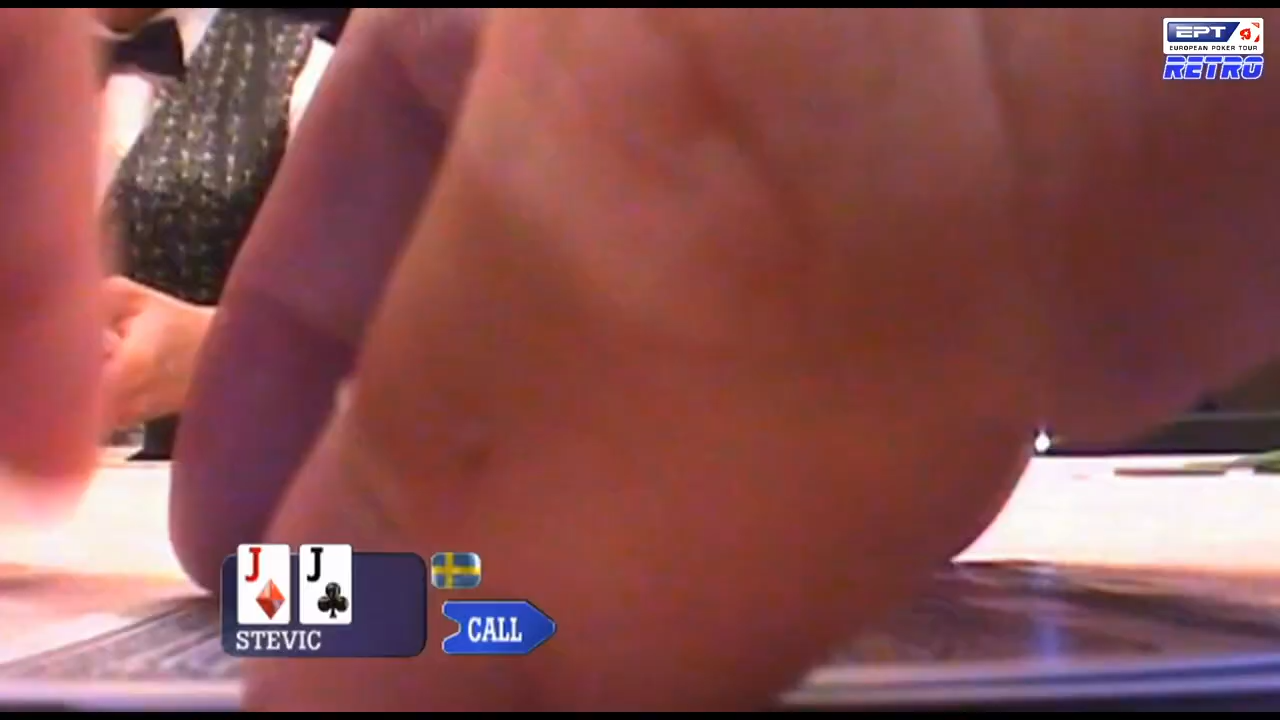 EPT
EUROPEAN POKER TOUR
RETRO
J J
STEVIC
CALL